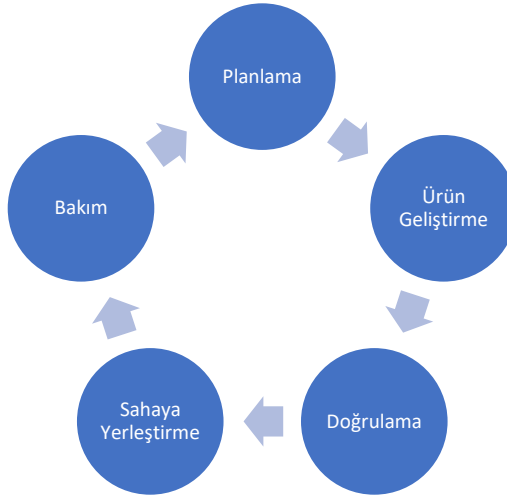 Planlama
Ürün
Geliştirme
Doğrulama
Sahaya
Yerleştirme
Bakım